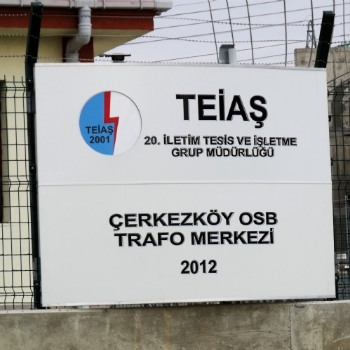 TEİAŞ
2001
TEİAŞ
20. İLETİM TESİS VE İŞLETME
GRUP MÜDÜRLÜĞÜ
ÇERKEZKÖY OSB
TRAFO MERKEZİ
2012